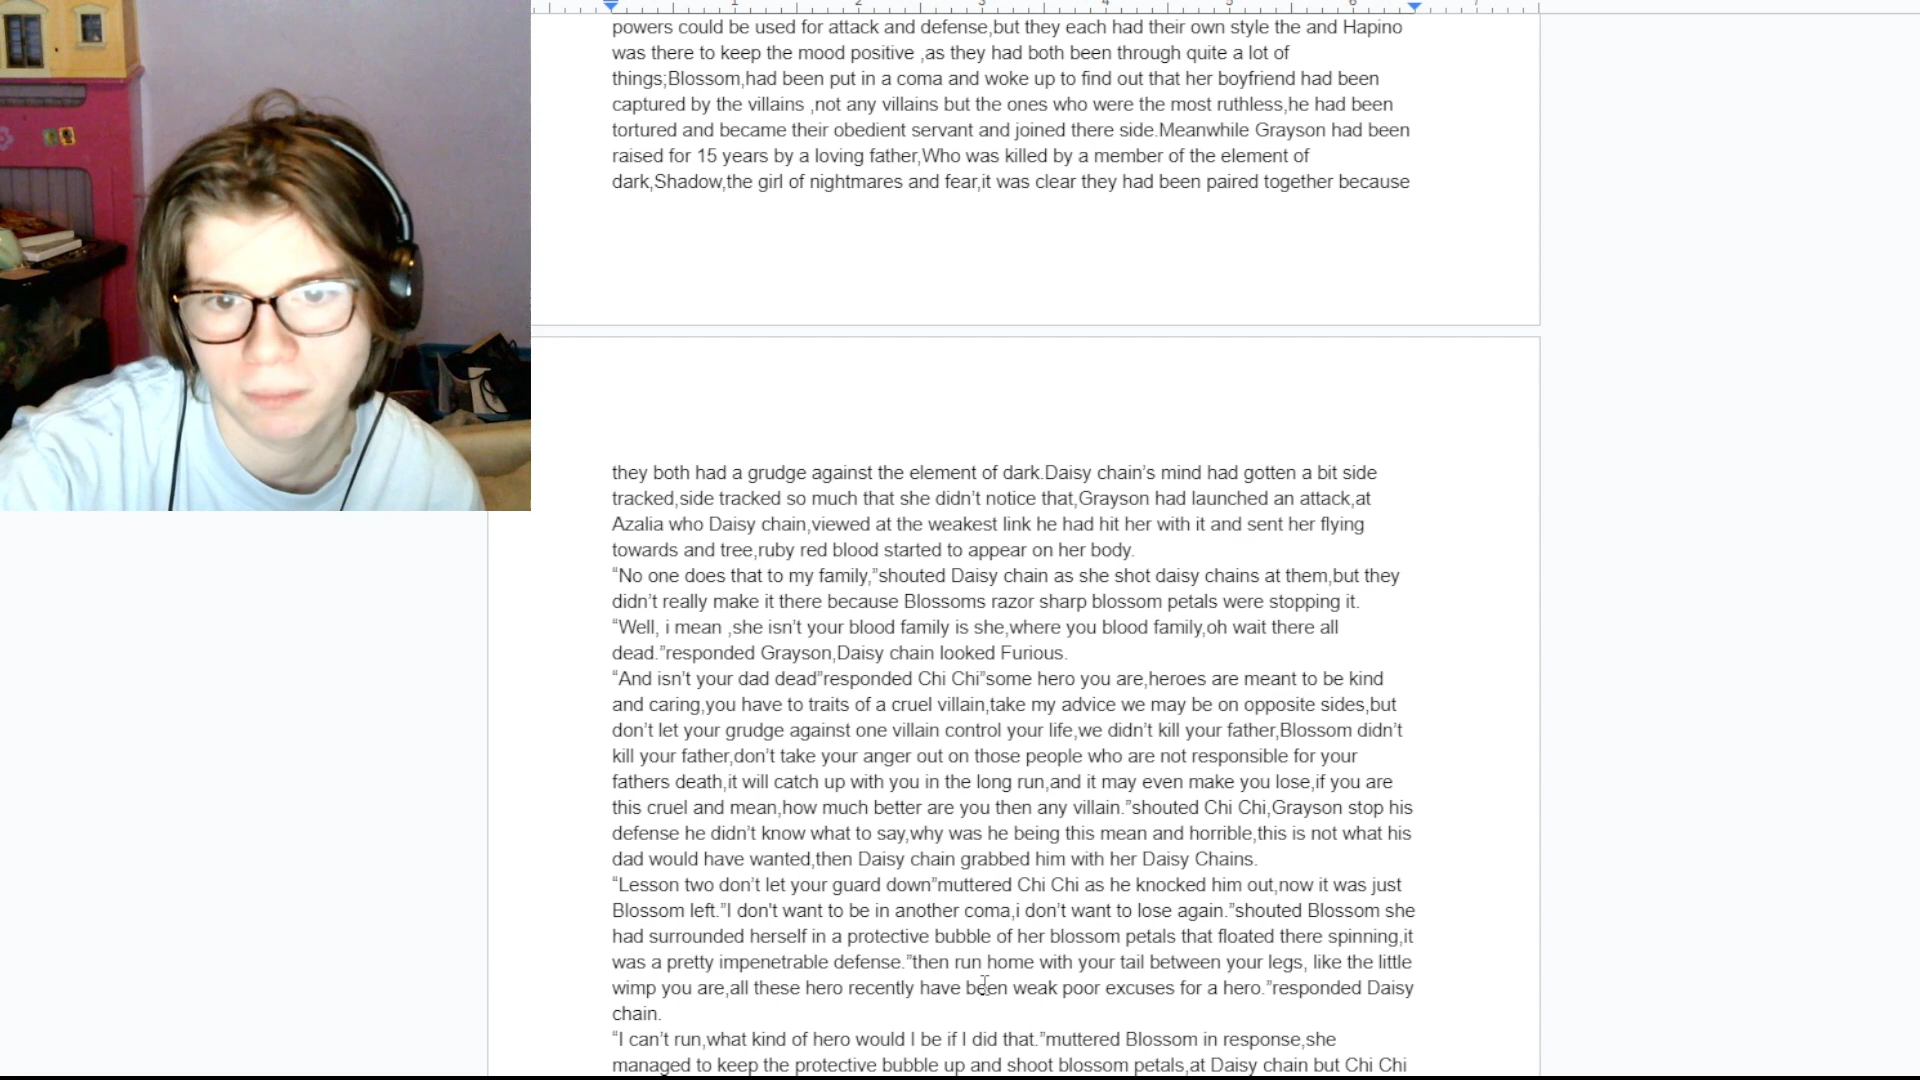 1 2 3 4 5 6 7
powers could be used for attack and defense,but they each had their own style the and Hapino
was there to keep the mood positive ,as they had both been through quite a lot of
things;Blossom,had been put in a coma and woke up to find out that her boyfriend had been
captured by the villains ,not any villains but the ones who were the most ruthless,he had been
tortured and became their obedient servant and joined there side.Meanwhile Grayson had been
raised for 15 years by a loving father,Who was killed by a member of the element of
dark,Shadow,the girl of nightmares and fear,it was clear they had been paired together because
they both had a grudge against the element of dark.Daisy chain’s mind had gotten a bit side
tracked,side tracked so much that she didn’t notice that,Grayson had launched an attack,at
Azalia who Daisy chain,viewed at the weakest link he had hit her with it and sent her flying
towards and tree,ruby red blood started to appear on her body.
“No one does that to my family,”shouted Daisy chain as she shot daisy chains at them,but they
didn’t really make it there because Blossoms razor sharp blossom petals were stopping it.
“Well, i mean ,she isn’t your blood family is she,where you blood family,oh wait there all
dead.”responded Grayson,Daisy chain looked Furious.
“And isn’t your dad dead”responded Chi Chi”some hero you are,heroes are meant to be kind
and caring,you have to traits of a cruel villain,take my advice we may be on opposite sides,but
don’t let your grudge against one villain control your life,we didn’t kill your father,Blossom didn’t
kill your father,don’t take your anger out on those people who are not responsible for your
fathers death,it will catch up with you in the long run,and it may even make you lose,if you are
this cruel and mean,how much better are you then any villain.”shouted Chi Chi,Grayson stop his
defense he didn’t know what to say,why was he being this mean and horrible,this is not what his
dad would have wanted,then Daisy chain grabbed him with her Daisy Chains.
“Lesson two don’t let your guard down”muttered Chi Chi as he knocked him out,now it was just
Blossom left.”I don't want to be in another coma,i don’t want to lose again.”shouted Blossom she
had surrounded herself in a protective bubble of her blossom petals that floated there spinning,it
was a pretty impenetrable defense.”then run home with your tail between your legs, like the little
wimp you are,all these hero recently have been weak poor excuses for a hero.”responded Daisy
chain.
“I can’t run,what kind of hero would I be if I did that.”muttered Blossom in response,she
managed to keep the protective bubble up and shoot blossom petals,at Daisy chain but Chi Chi